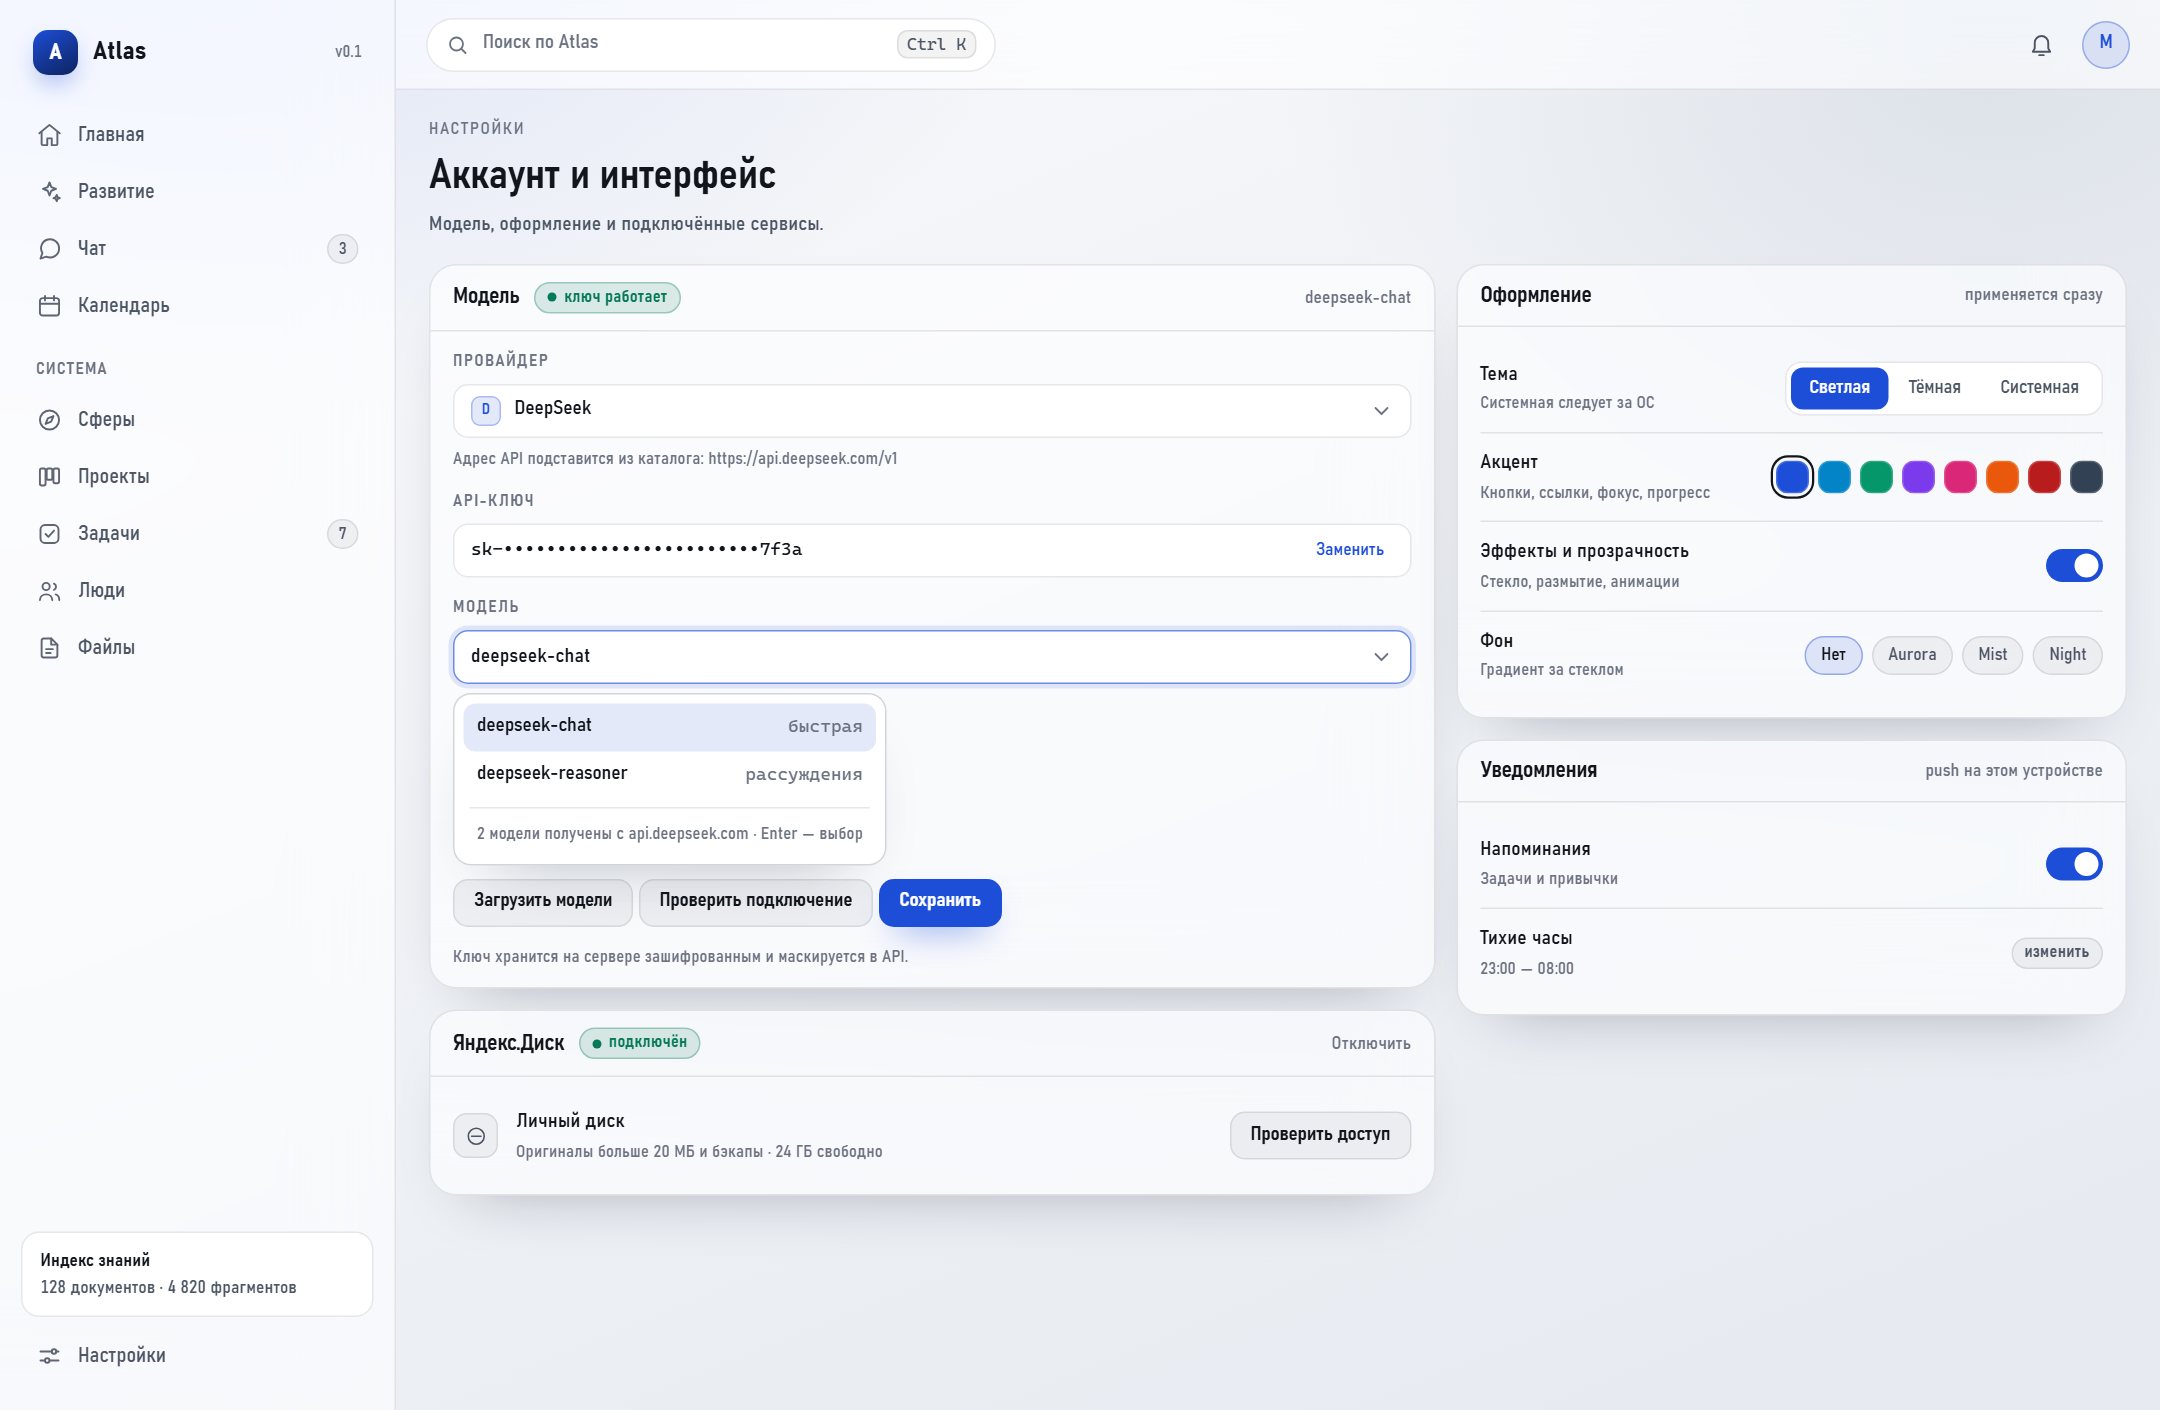 A Atlas v0.1
Главная
Развитие
Чат 3
Календарь
СИСТЕМА
Сферы
Проекты
Задачи 7
Люди
Файлы
Индекс знаний
128 документов · 4 820 фрагментов
Настройки
Поиск по Atlas Ctrl K
M
НАСТРОЙКИ
Аккаунт и интерфейс
Модель, оформление и подключённые сервисы.
Модель ключ работает deepseek-chat
ПРОВАЙДЕР
D DeepSeek
Адрес API подставится из каталога: https://api.deepseek.com/v1
API-КЛЮЧ
sk-••••••••••••••••••••••••7f3a Заменить
МОДЕЛЬ
deepseek-chat
deepseek-chat быстрая
deepseek-reasoner рассуждения
2 модели получены с api.deepseek.com · Enter — выбор
Загрузить модели Проверить подключение Сохранить
Ключ хранится на сервере зашифрованным и маскируется в API.
Яндекс.Диск подключён Отключить
Личный диск
Оригиналы больше 20 МБ и бэкапы · 24 ГБ свободно
Проверить доступ
Оформление применяется сразу
Тема
Системная следует за ОС
Светлая Тёмная Системная
Акцент
Кнопки, ссылки, фокус, прогресс
Эффекты и прозрачность
Стекло, размытие, анимации
Фон
Градиент за стеклом
Нет Aurora Mist Night
Уведомления push на этом устройстве
Напоминания
Задачи и привычки
Тихие часы
23:00 — 08:00
изменить